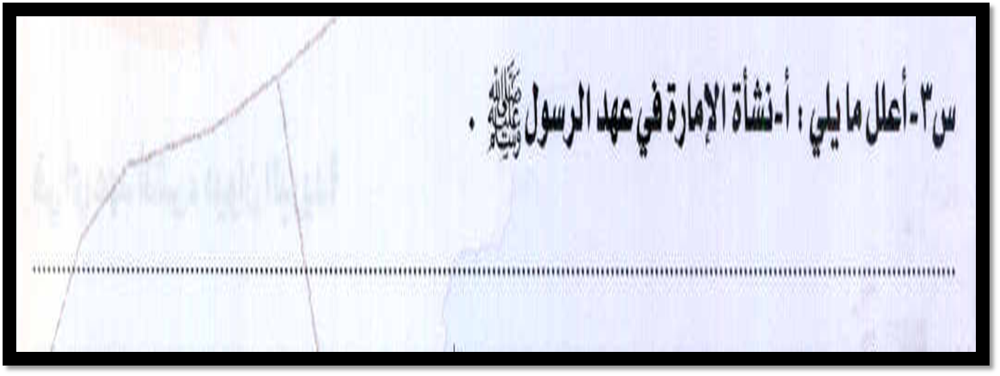 س٣- أعلل ما يلي : أ- نشأة الإمارة في عهد الرسول ﷺ .